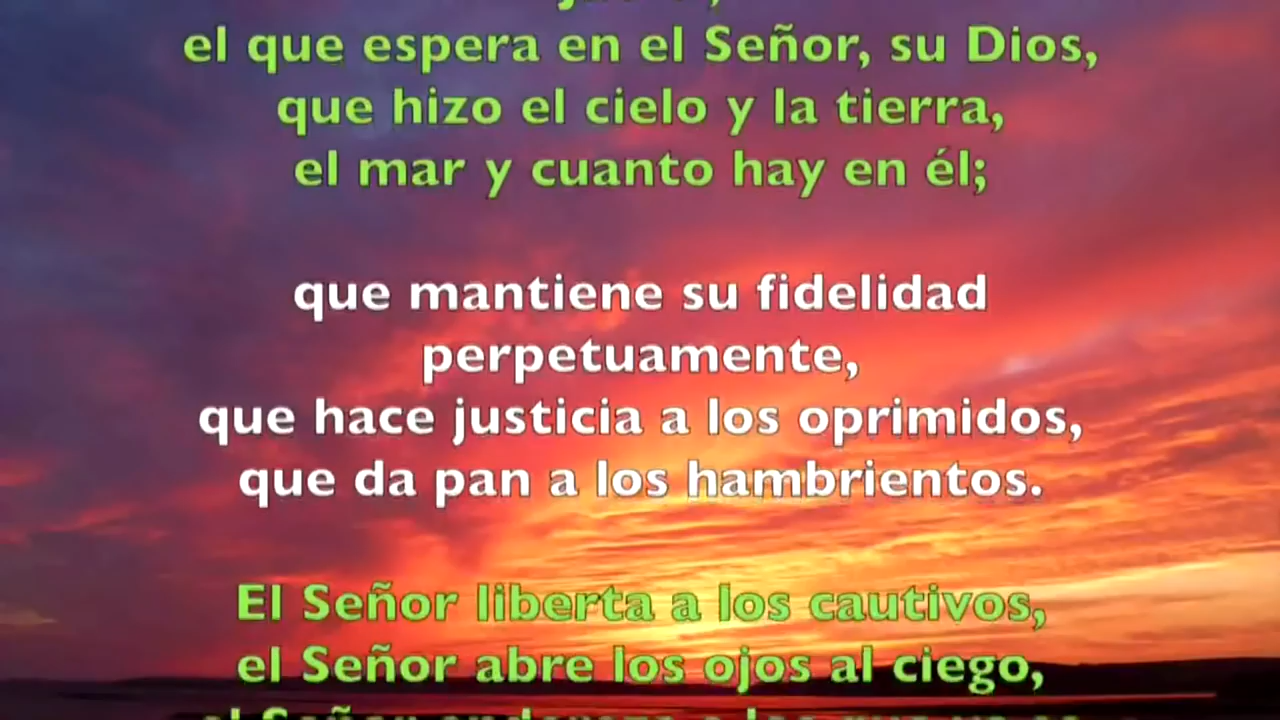 el que espera en el Señor, su Dios,
que hizo el cielo y la tierra,
el mar y cuanto hay en él;
que mantiene su fidelidad
perpetuamente,
que hace justicia a los oprimidos,
que da pan a los hambrientos.
El Señor liberta a los cautivos,
el Señor abre los ojos al ciego,